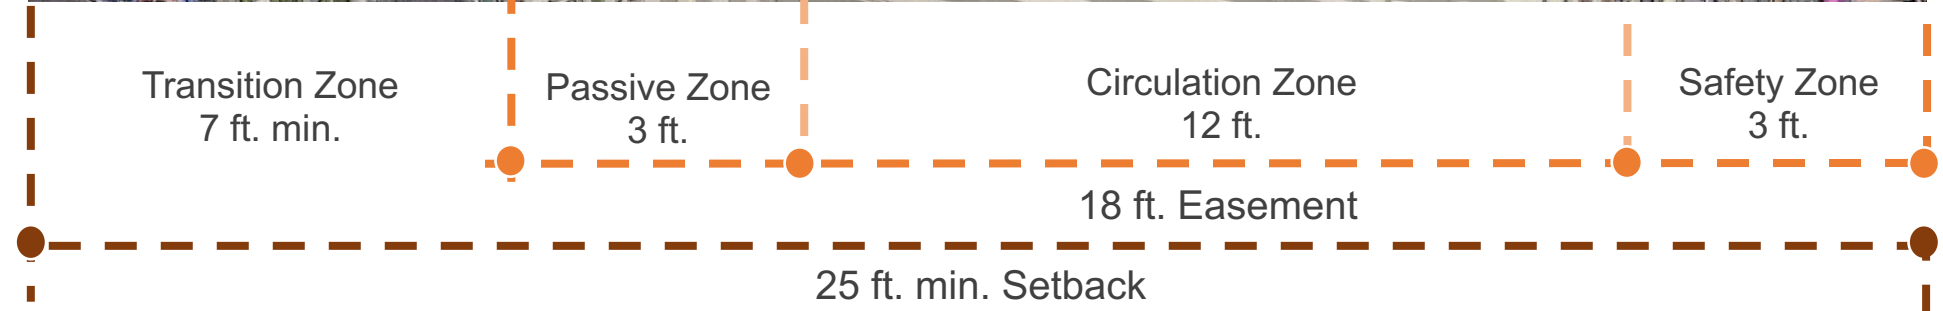 Transition Zone
7 ft. min.
Passive Zone
3 ft.
Circulation Zone
12 ft.
Safety Zone
3 ft.
18 ft. Easement
25 ft. min. Setback